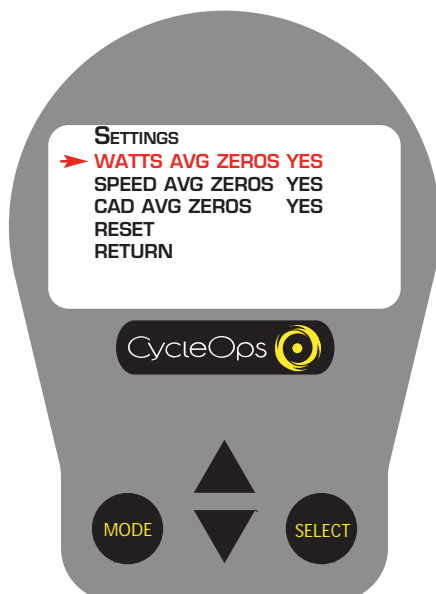 SETTINGS
WATTS AVG ZEROS YES
SPEED AVG ZEROS YES
CAD AVG ZEROS YES
RESET
RETURN
CycleOps
MODE
SELECT